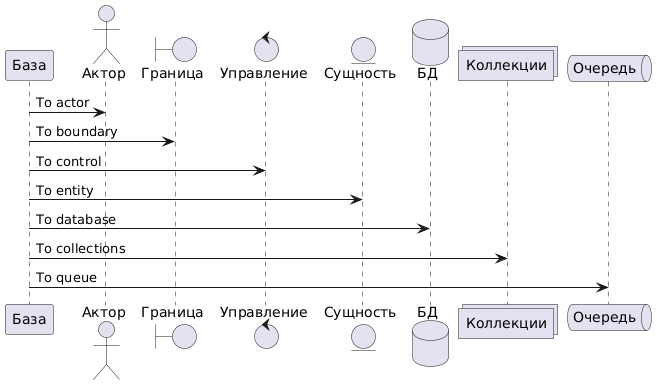 База Актор Граница Управление Сущность БД Коллекции Очередь
To actor
To boundary
To control
To entity
To database
To collections
To queue
База Актор Граница Управление Сущность БД Коллекции Очередь